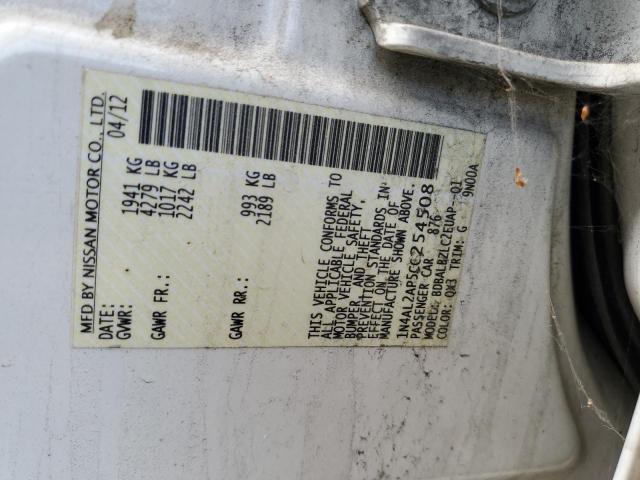 MFD BY NISSAN MOTOR CO., LTD.
DATE: 04/12
GVWR: 1941 KG
4279 LB
GAWR FR.: 1017 KG
2242 LB
GAWR RR.: 993 KG
2189 LB
THIS VEHICLE CONFORMS TO
ALL APPLICABLE FEDERAL
MOTOR VEHICLE SAFETY,
BUMPER, AND THEFT
PREVENTION STANDARDS IN
EFFECT ON THE DATE OF
MANUFACTURE SHOWN ABOVE.
1N4AL2AP5CC254508
PASSENGER CAR 876
MODEL: BDBALBZLC2EUAP--QI
COLOR: QX3 TRIM: G 9N00A